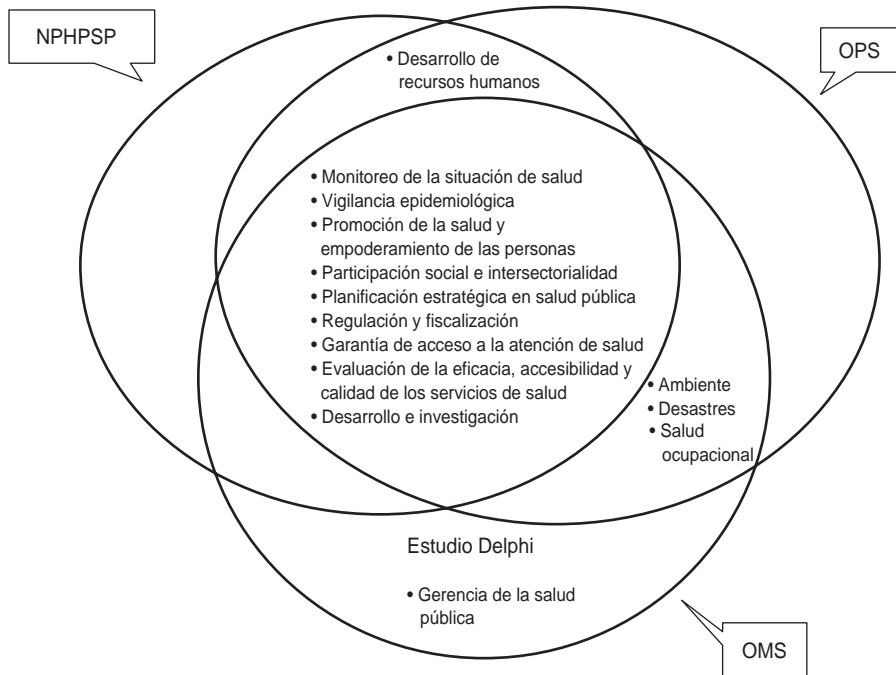 NPHPSP
OPS
• Desarrollo de
recursos humanos
• Monitoreo de la situación de salud
• Vigilancia epidemiológica
• Promoción de la salud y
empoderamiento de las personas
• Participación social e intersectorialidad
• Planificación estratégica en salud pública
• Regulación y fiscalización
• Garantía de acceso a la atención de salud
• Evaluación de la eficacia, accesibilidad y
calidad de los servicios de salud
• Desarrollo e investigación
• Ambiente
• Desastres
• Salud
ocupacional
Estudio Delphi
• Gerencia de la salud
pública
OMS